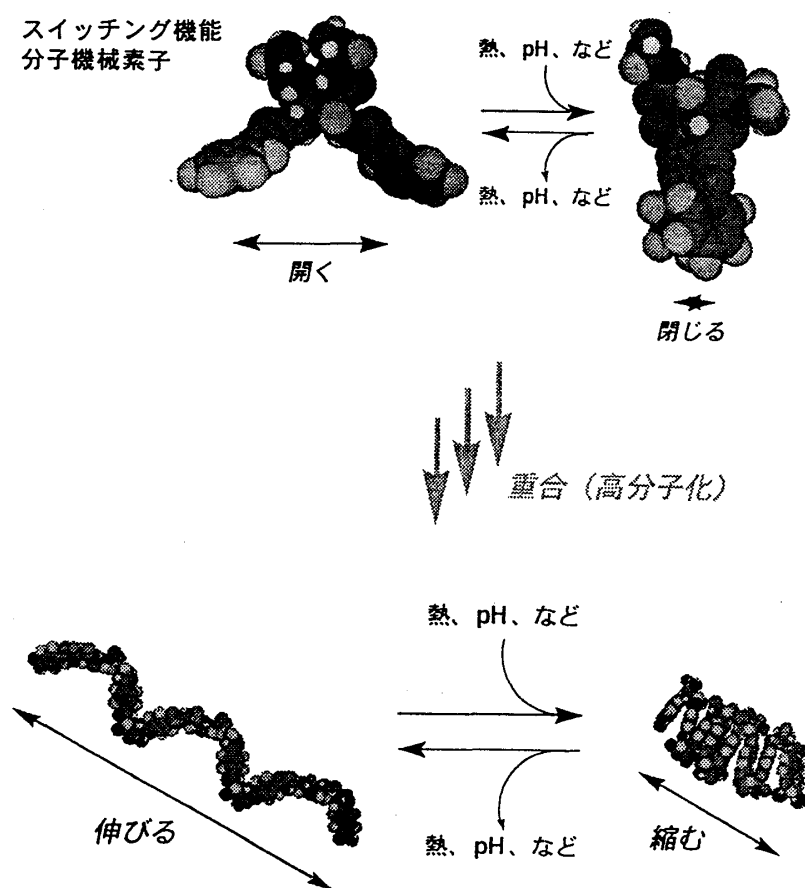 スイッチング機能
分子機械素子
熱、pH、など
熱、pH、など
開く
閉じる
重合（高分子化）
熱、pH、など
伸びる
熱、pH、など
縮む